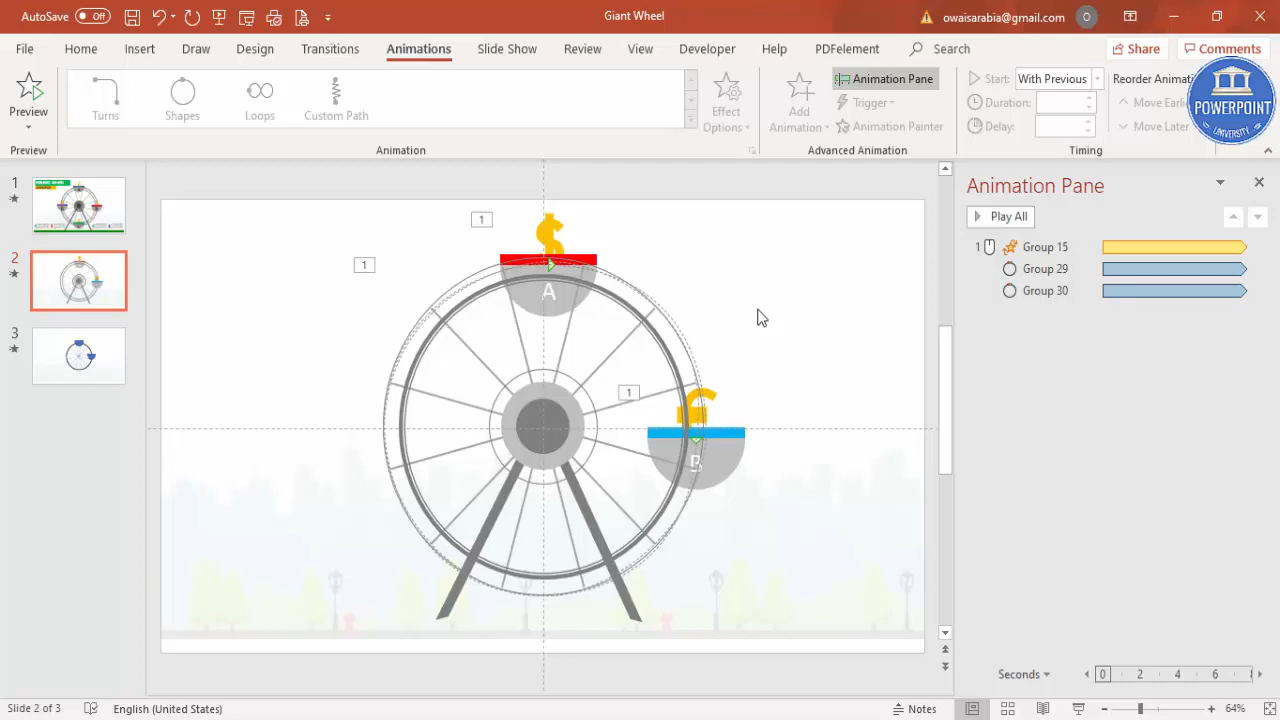 AutoSave Off Giant Wheel owaisarabia@gmail.com O
File Home Insert Draw Design Transitions Animations Slide Show Review View Developer Help PDFelement Search Share Comments
Preview Turns Shapes Loops Custom Path Effect Options Add Animation Animation Pane Start: With Previous Reorder Animati
Trigger Duration: Move Earli
Animation Painter Delay: Move Later
Preview Animation Advanced Animation Timing
POWERPOINT
UNIVERSITY
1
2
3
1
1
1
$
A
£
B
Animation Pane
Play All
1 Group 15
Group 29
Group 30
Seconds 0 2 4 6
Slide 2 of 3 English (United States) Notes 64%